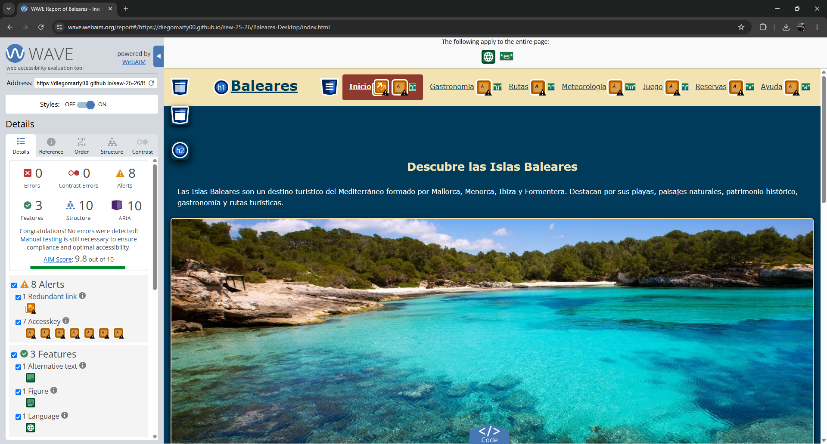 WAVE Report of Baleares - Inde
wave.webaim.org/report#/https://diegomarty00.github.io/sew-25-26/Baleares-Desktop/index.html
The following apply to the entire page:
WAVE
web accessibility evaluation tool
powered by
WebAIM
Address: https://diegomarty00.github.io/sew-25-26/B
Styles: OFF ON
Details
Details Reference Order Structure Contrast
0 0 8
Errors Contrast Errors Alerts
3 10 10
Features Structure ARIA
Congratulations! No errors were detected!
Manual testing is still necessary to ensure
compliance and optimal accessibility.
AIM Score: 9.8 out of 10
8 Alerts
1 Redundant link
7 Accesskey
3 Features
1 Alternative text
1 Figure
1 Language
h1 Baleares
Inicio Gastronomía Rutas Meteorología Juego Reservas Ayuda
h2
Descubre las Islas Baleares
Las Islas Baleares son un destino turístico del Mediterráneo formado por Mallorca, Menorca, Ibiza y Formentera. Destacan por sus playas, paisajes naturales, patrimonio histórico,
gastronomía y rutas turísticas.
</>
Code